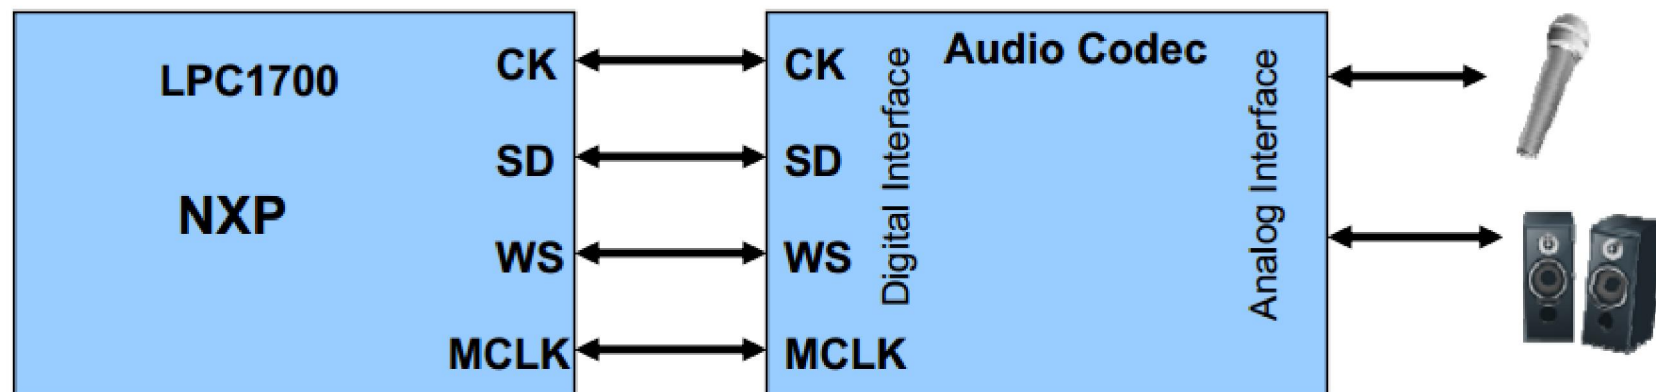 LPC1700
NXP
CK
SD
WS
MCLK
CK
SD
WS
MCLK
Digital Interface
Audio Codec
Analog Interface